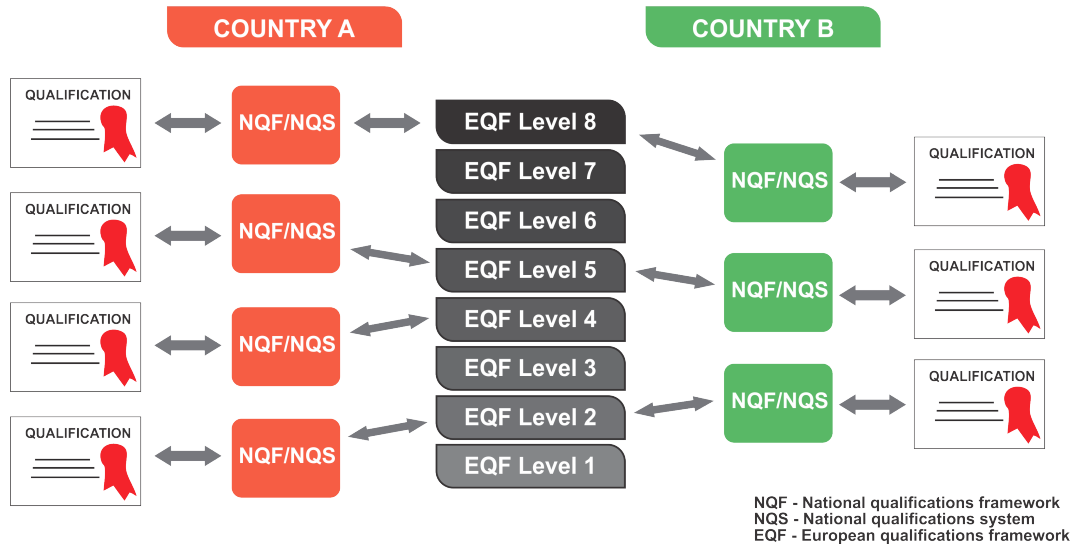 COUNTRY A
COUNTRY B
QUALIFICATION
NQF/NQS
EQF Level 8
NQF/NQS
QUALIFICATION
EQF Level 7
QUALIFICATION
NQF/NQS
EQF Level 6
EQF Level 5
NQF/NQS
QUALIFICATION
QUALIFICATION
NQF/NQS
EQF Level 4
EQF Level 3
NQF/NQS
QUALIFICATION
EQF Level 2
QUALIFICATION
NQF/NQS
EQF Level 1
NQF - National qualifications framework
NQS - National qualifications system
EQF - European qualifications framework